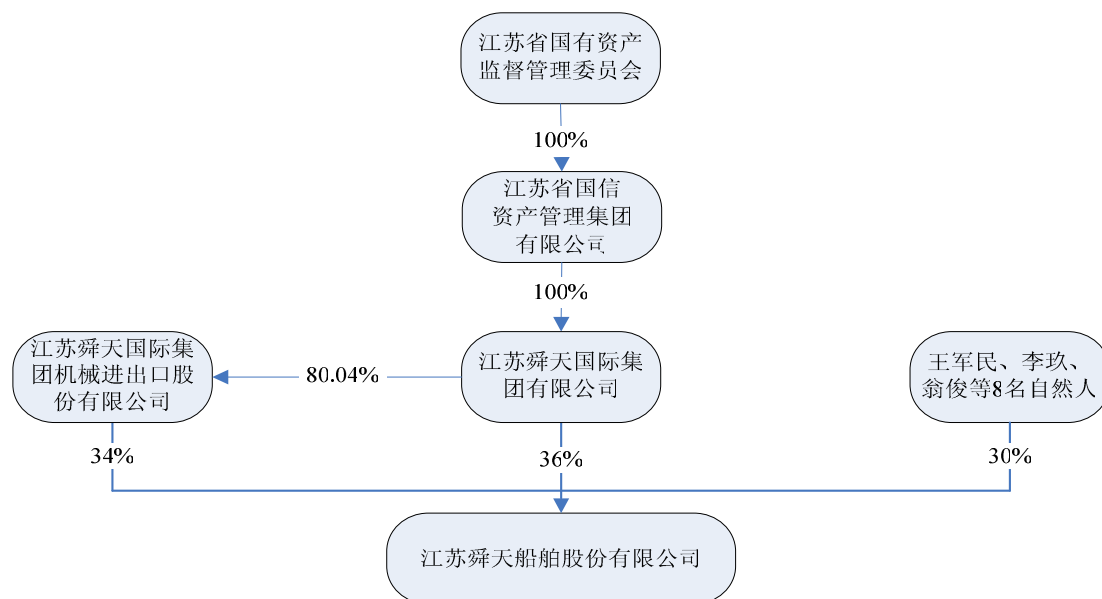 江苏省国有资产
监督管理委员会
100%
江苏省国信
资产管理集团
有限公司
100%
江苏舜天国际集
团机械进出口股
份有限公司
80.04%
江苏舜天国际集
团有限公司
王军民、李玖、
翁俊等8名自然人
34%
36%
30%
江苏舜天船舶股份有限公司